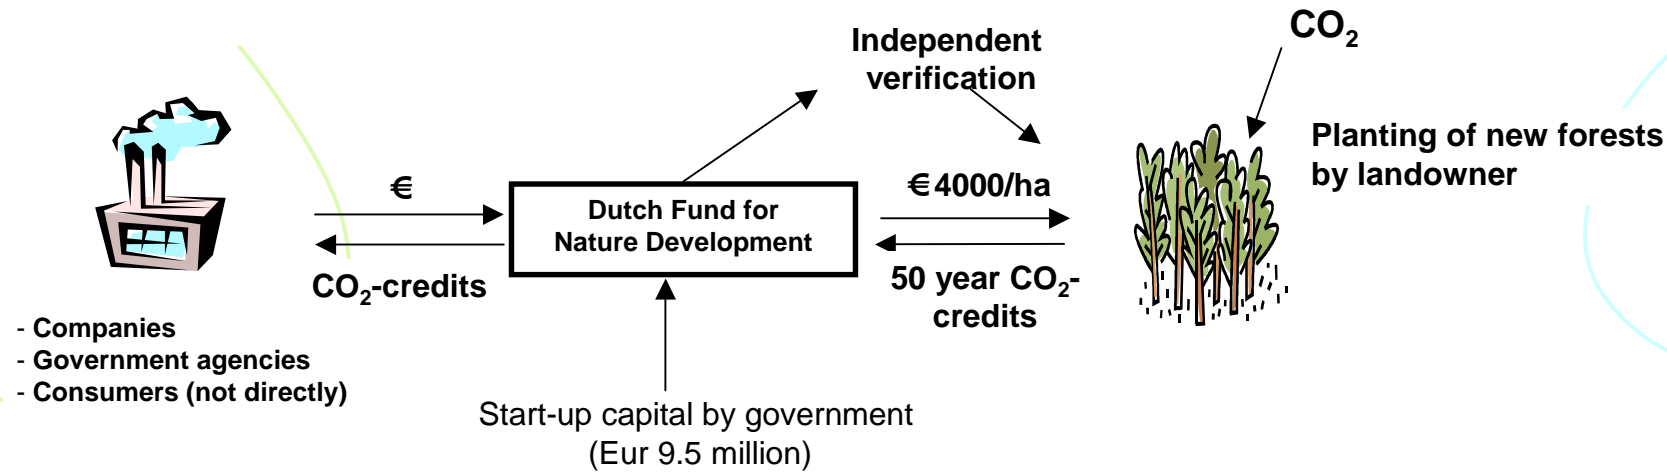 CO₂
Independent
verification
Planting of new forests
by landowner
€
€4000/ha
Dutch Fund for
Nature Development
CO₂-credits
50 year CO₂-
credits
- Companies
- Government agencies
- Consumers (not directly)
Start-up capital by government
(Eur 9.5 million)